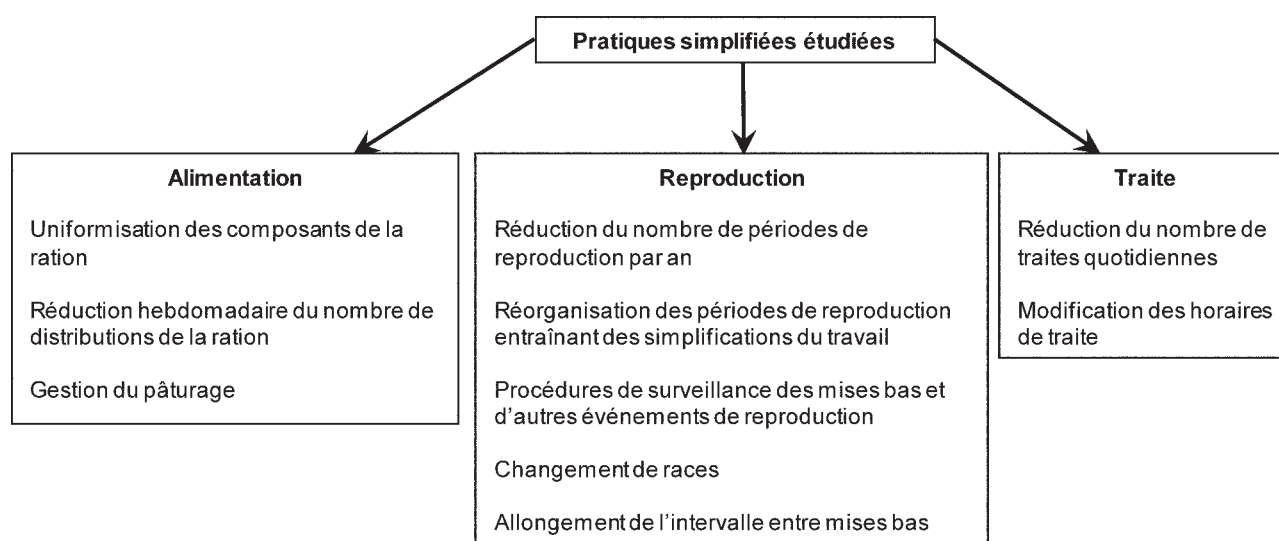 Pratiques simplifiées étudiées
Alimentation
Uniformisation des composants de la
ration
Réduction hebdomadaire du nombre de
distributions de la ration
Gestion du pâturage
Reproduction
Réduction du nombre de périodes de
reproduction par an
Réorganisation des périodes de reproduction
entraînant des simplifications du travail
Procédures de surveillance des mises bas et
d'autres événements de reproduction
Changement de races
Allongement de l'intervalle entre mises bas
Traite
Réduction du nombre de
traites quotidiennes
Modification des horaires
de traite